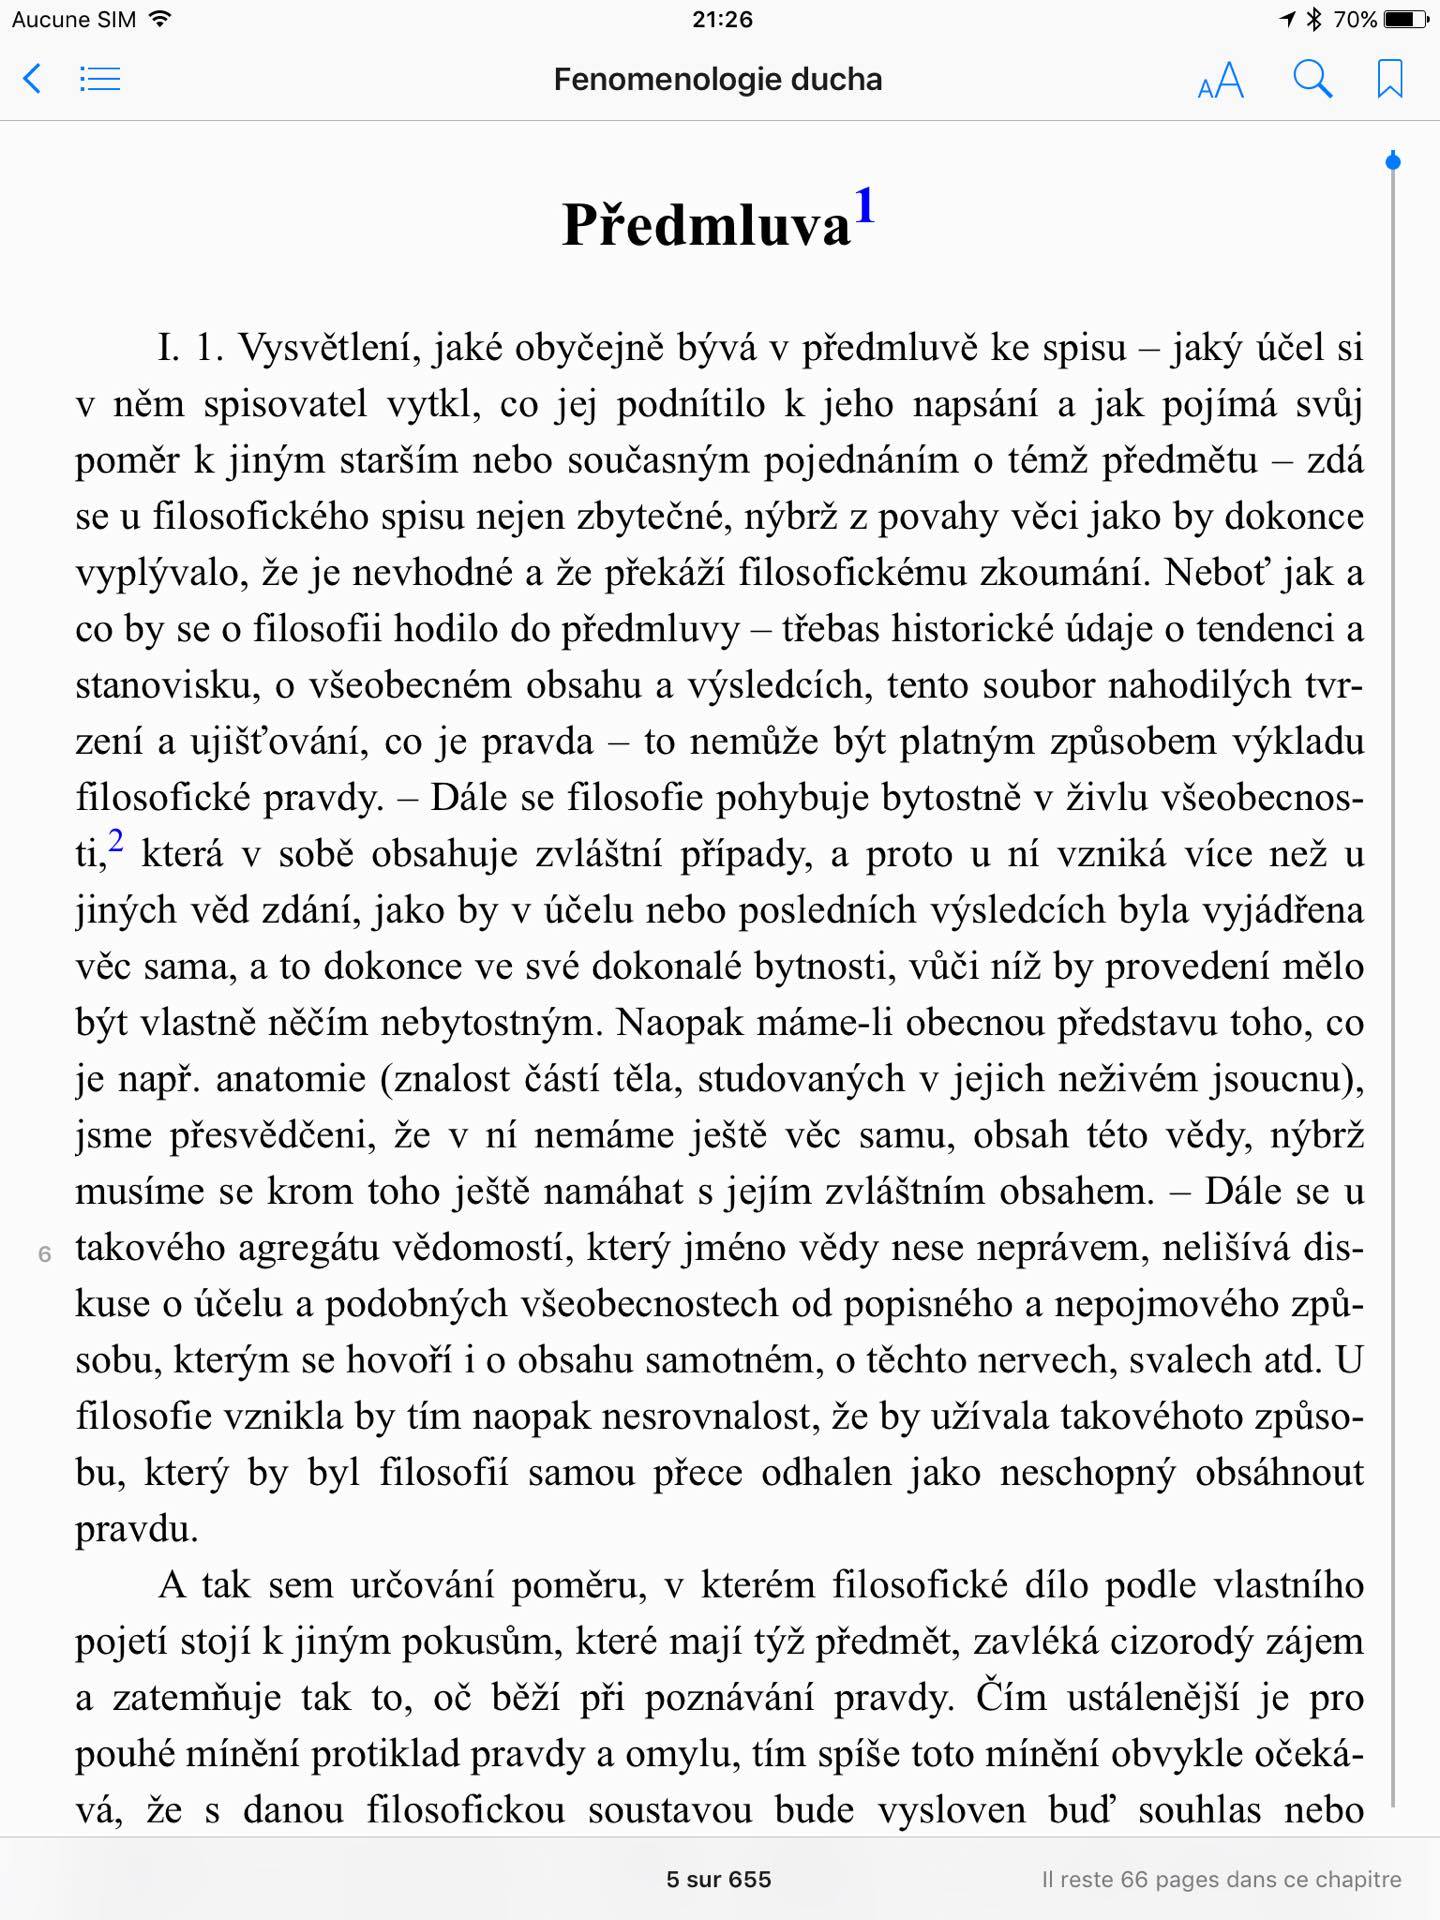 Aucune SIM 21:26 70%
Fenomenologie ducha AA
Předmluva1
I. 1. Vysvětlení, jaké obyčejně bývá v předmluvě ke spisu – jaký účel si
v něm spisovatel vytkl, co jej podnítilo k jeho napsání a jak pojímá svůj
poměr k jiným starším nebo současným pojednáním o témž předmětu – zdá
se u filosofického spisu nejen zbytečné, nýbrž z povahy věci jako by dokonce
vyplývalo, že je nevhodné a že překáží filosofickému zkoumání. Neboť jak a
co by se o filosofii hodilo do předmluvy – třebas historické údaje o tendenci a
stanovisku, o všeobecném obsahu a výsledcích, tento soubor nahodilých tvr-
zení a ujišťování, co je pravda – to nemůže být platným způsobem výkladu
filosofické pravdy. – Dále se filosofie pohybuje bytostně v živlu všeobecnos-
ti,2 která v sobě obsahuje zvláštní případy, a proto u ní vzniká více než u
jiných věd zdání, jako by v účelu nebo posledních výsledcích byla vyjádřena
věc sama, a to dokonce ve své dokonalé bytnosti, vůči níž by provedení mělo
být vlastně něčím nebytostným. Naopak máme-li obecnou představu toho, co
je např. anatomie (znalost částí těla, studovaných v jejich neživém jsoucnu),
jsme přesvědčeni, že v ní nemáme ještě věc samu, obsah této vědy, nýbrž
musíme se krom toho ještě namáhat s jejím zvláštním obsahem. – Dále se u
6 takového agregátu vědomostí, který jméno vědy nese neprávem, nelišívá dis-
kuse o účelu a podobných všeobecnostech od popisného a nepojmového způ-
sobu, kterým se hovoří i o obsahu samotném, o těchto nervech, svalech atd. U
filosofie vznikla by tím naopak nesrovnalost, že by užívala takovéhoto způso-
bu, který by byl filosofií samou přece odhalen jako neschopný obsáhnout
pravdu.
A tak sem určování poměru, v kterém filosofické dílo podle vlastního
pojetí stojí k jiným pokusům, které mají týž předmět, zavléká cizorodý zájem
a zatemňuje tak to, oč běží při poznávání pravdy. Čím ustálenější je pro
pouhé mínění protiklad pravdy a omylu, tím spíše toto mínění obvykle očeká-
vá, že s danou filosofickou soustavou bude vysloven buď souhlas nebo
5 sur 655 Il reste 66 pages dans ce chapitre